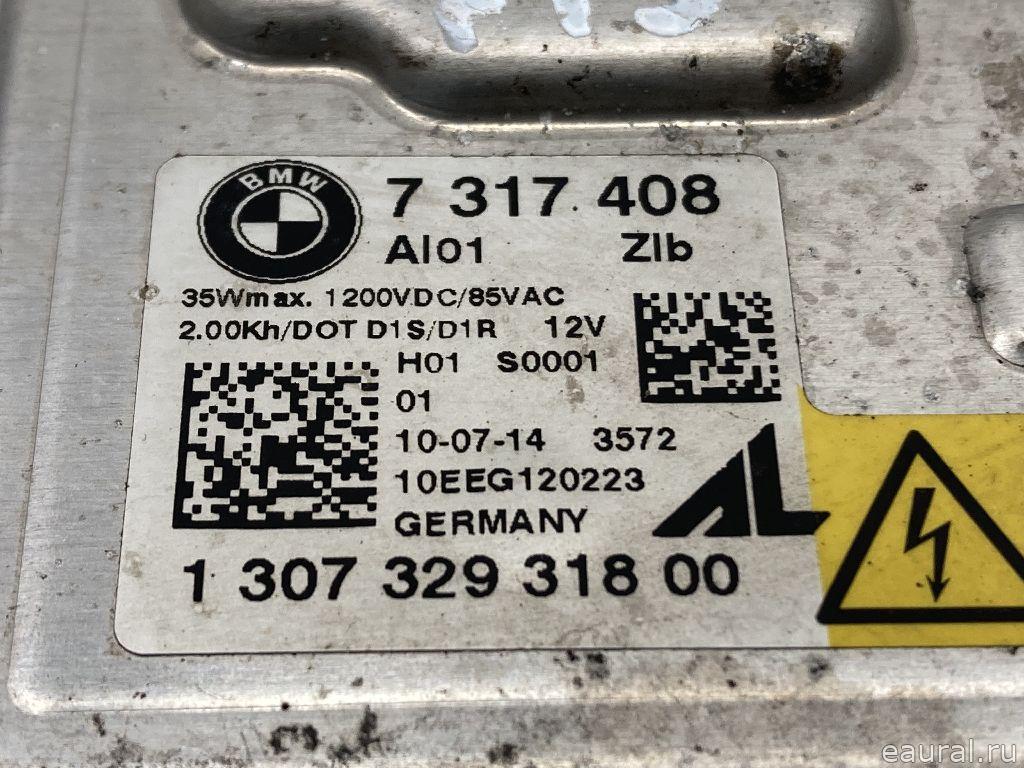 BMW
7 317 408
AI01 ZIb
35Wmax. 1200VDC/85VAC
2.00Kh/DOT D1S/D1R 12V
H01 S0001
01
10-07-14 3572
10EEG120223
GERMANY
AL
1 307 329 318 00
eaural.ru